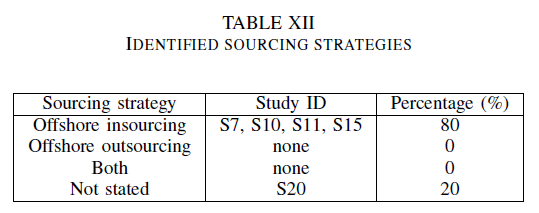 TABLE XII
IDENTIFIED SOURCING STRATEGIES
Sourcing strategy Study ID Percentage (%)
Offshore insourcing S7, S10, S11, S15 80
Offshore outsourcing none 0
Both none 0
Not stated S20 20